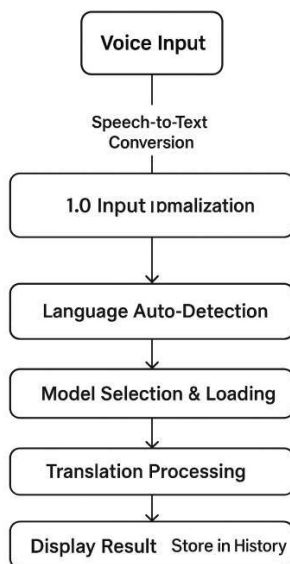 Voice Input
Speech-to-Text
Conversion
1.0 Input
Language Auto-Detection
Model Selection & Loading
Translation Processing
Display Result Store in History